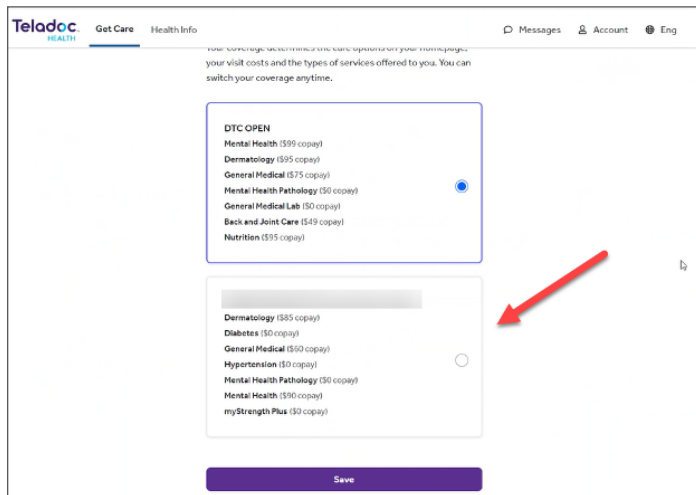 Teladoc.
HEALTH
Get Care
Health Info
Messages
Account
Eng
Your coverage determines the care options on your homepage,
your visit costs and the types of services offered to you. You can
switch your coverage anytime.
DTC OPEN
Mental Health ($99 copay)
Dermatology ($95 copay)
General Medical ($75 copay)
Mental Health Pathology ($0 copay)
General Medical Lab ($0 copay)
Back and Joint Care ($49 copay)
Nutrition ($95 copay)
Dermatology ($85 copay)
Diabetes ($0 copay)
General Medical ($60 copay)
Hypertension ($0 copay)
Mental Health Pathology ($0 copay)
Mental Health ($90 copay)
myStrength Plus ($0 copay)
Save